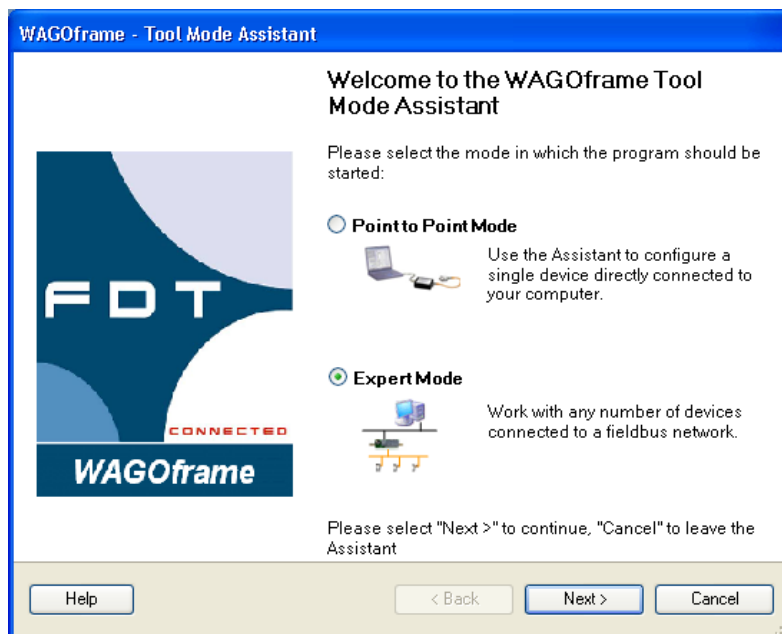 WAGOframe - Tool Mode Assistant
Welcome to the WAGOframe Tool
Mode Assistant
Please select the mode in which the program should be
started:
Point to Point Mode
Use the Assistant to configure a
single device directly connected to
your computer.
FDT
Expert Mode
CONNECTED
Work with any number of devices
connected to a fieldbus network.
WAGOframe
Please select "Next >" to continue, "Cancel" to leave the
Assistant
Help
< Back
Next >
Cancel